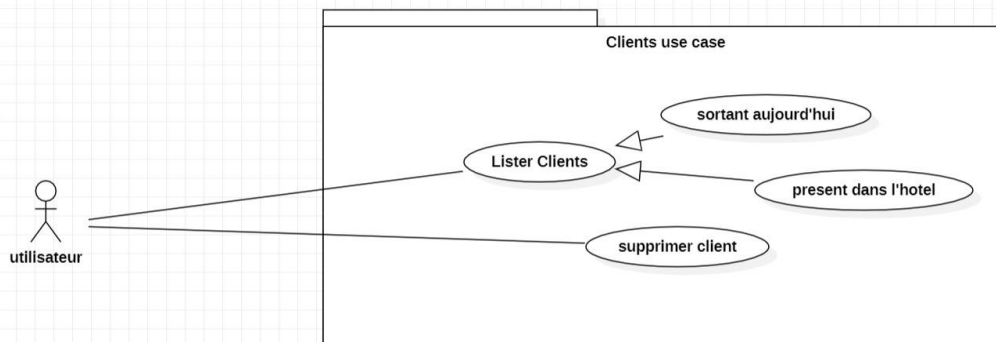 Clients use case
sortant aujourd'hui
Lister Clients
present dans l'hotel
supprimer client
utilisateur